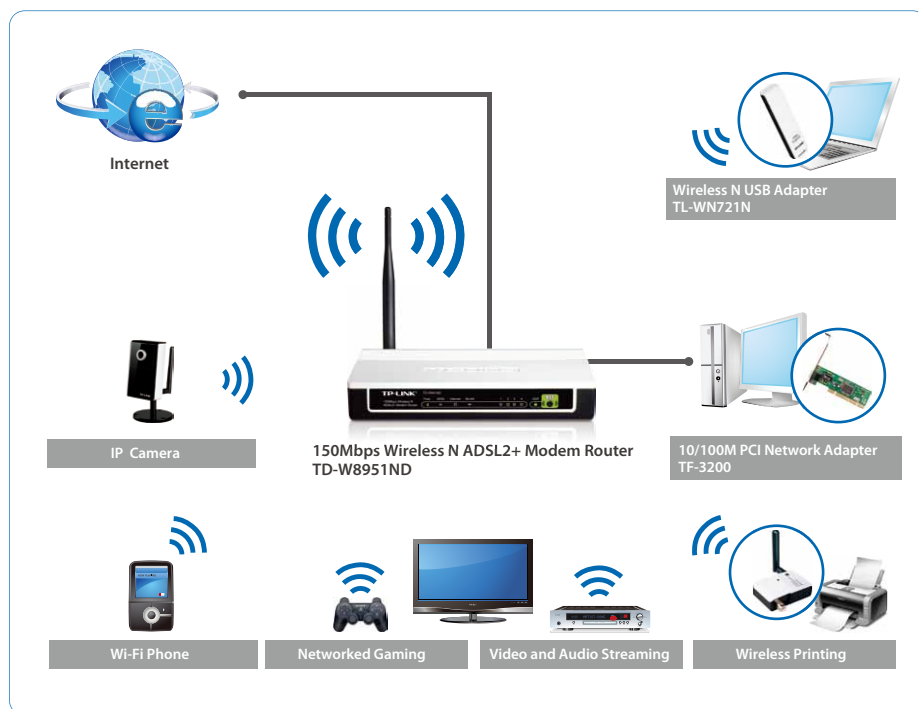 Internet
Wireless N USB Adapter
TL-WN721N
TP-LINK
150Mbps Wireless N ADSL2+ Modem Router
TD-W8951ND
IP Camera
10/100M PCI Network Adapter
TF-3200
Wi-Fi Phone
Networked Gaming
Video and Audio Streaming
Wireless Printing